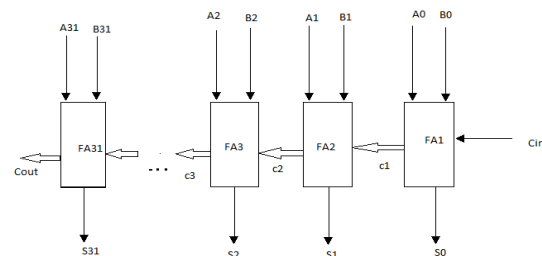 A31 B31 A2 B2 A1 B1 A0 B0
FA31 FA3 FA2 FA1
Cout ... c3 c2 c1 Cin
S31 S2 S1 S0